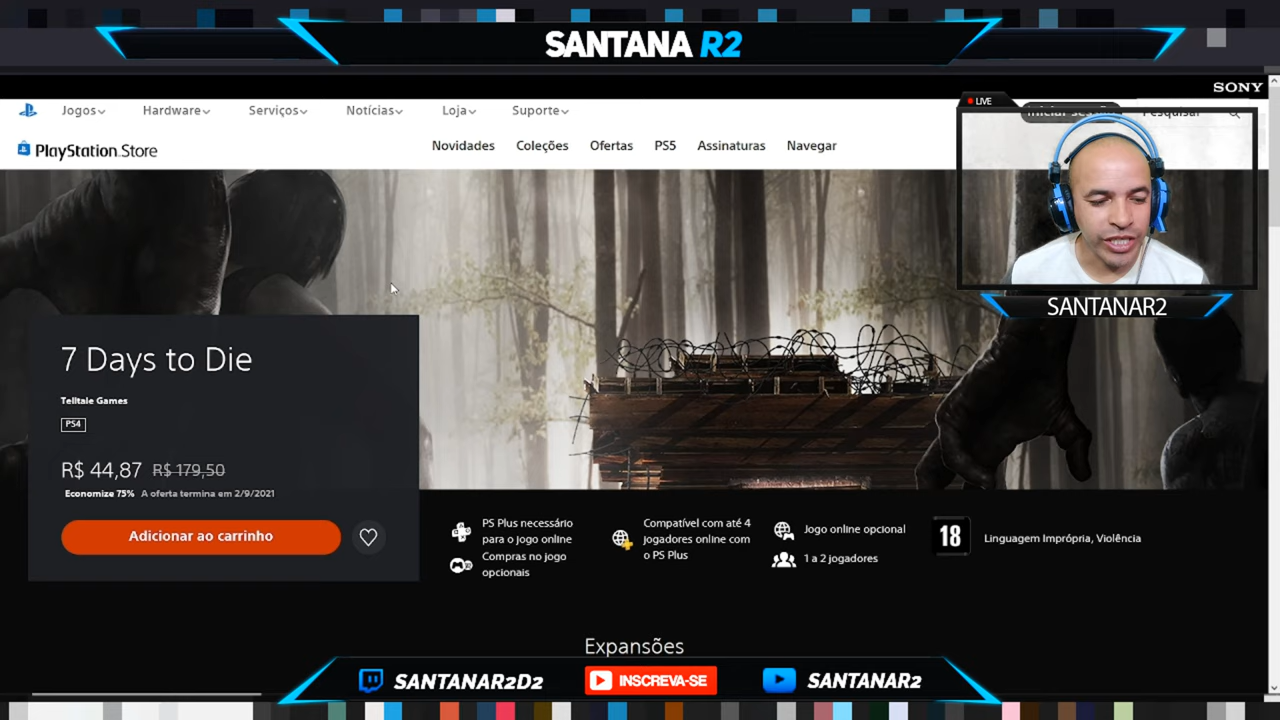 SANTANA R2
SONY
LIVE
Jogos
Hardware
Serviços
Notícias
Loja
Suporte
PlayStation.Store
Novidades
Coleções
Ofertas
PS5
Assinaturas
Navegar
SANTANAR2
7 Days to Die
Telltale Games
PS4
R$ 44,87 R$ 179,50
Economize 75% A oferta termina em 2/9/2021
Adicionar ao carrinho
PS Plus necessário
para o jogo online
Compras no jogo
opcionais
Compatível com até 4
jogadores online com
o PS Plus
Jogo online opcional
1 a 2 jogadores
18
Linguagem Imprópria, Violência
Expansões
SANTANAR2D2
INSCREVA-SE
SANTANAR2